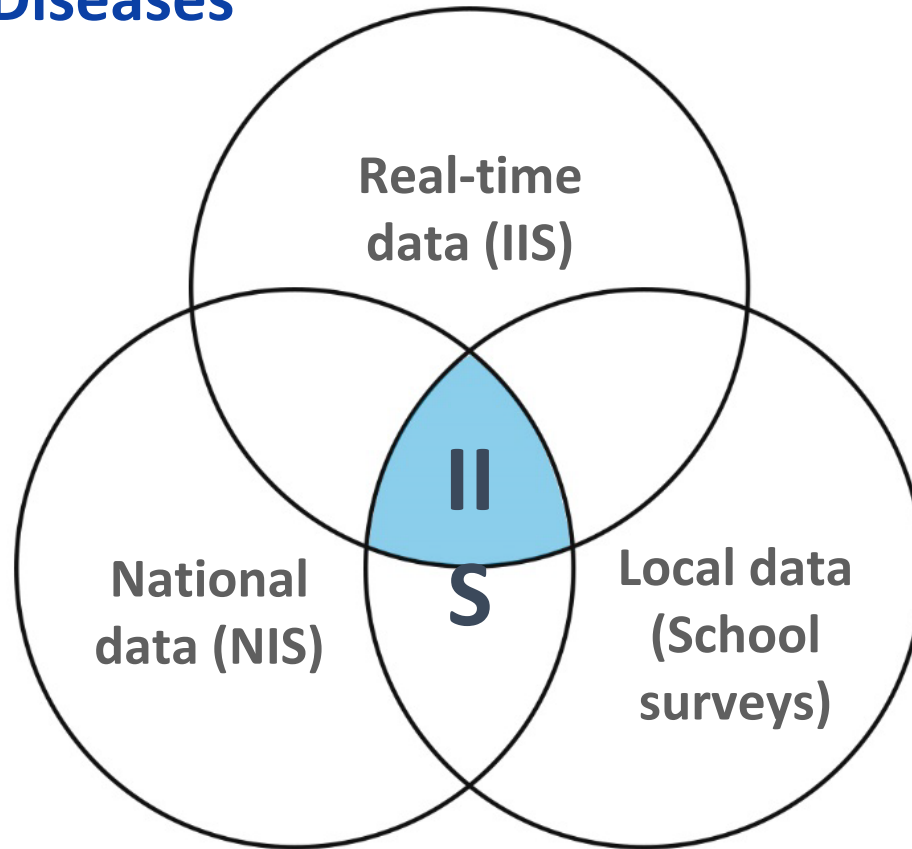 Diseases
Real-time
data (IIS)
II
S
National
data (NIS)
Local data
(School
surveys)